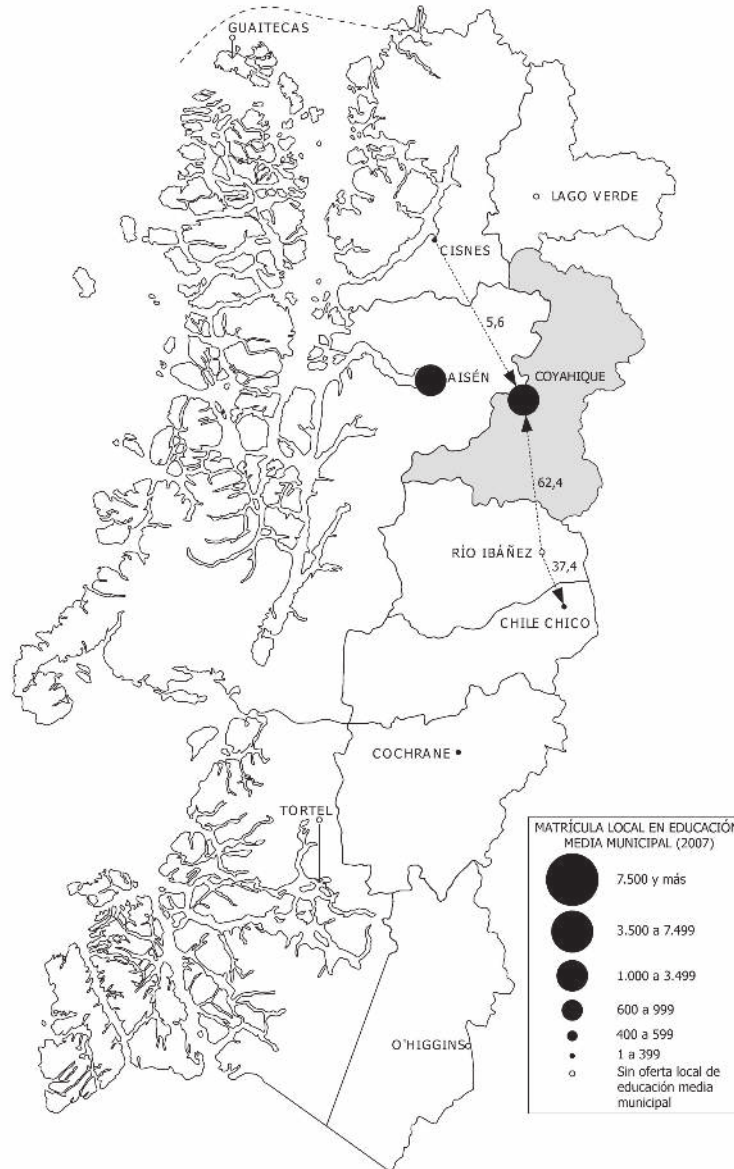 GUAITECAS
LAGO VERDE
CISNES
5,6
AISÉN
COYAHIQUE
62,4
RÍO IBÁÑEZ
37,4
CHILE CHICO
COCHRANE
TORTEL
O'HIGGINS
MATRÍCULA LOCAL EN EDUCACIÓN
MEDIA MUNICIPAL (2007)
7.500 y más
3.500 a 7.499
1.000 a 3.499
600 a 999
400 a 599
1 a 399
Sin oferta local de
educación media
municipal